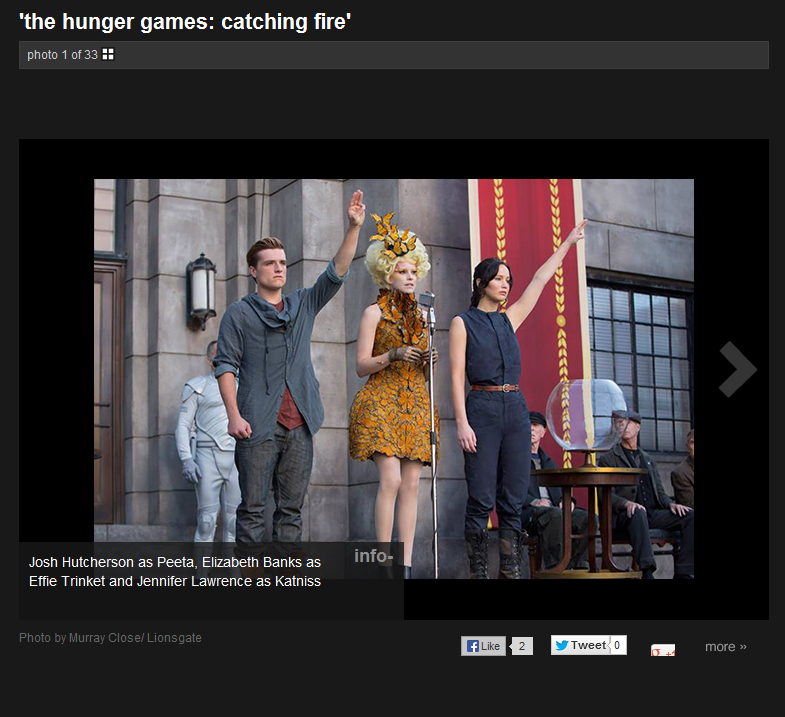 'the hunger games: catching fire'
photo 1 of 33
info-
Josh Hutcherson as Peeta, Elizabeth Banks as
Effie Trinket and Jennifer Lawrence as Katniss
Photo by Murray Close/ Lionsgate
Like 2
Tweet 0
more »